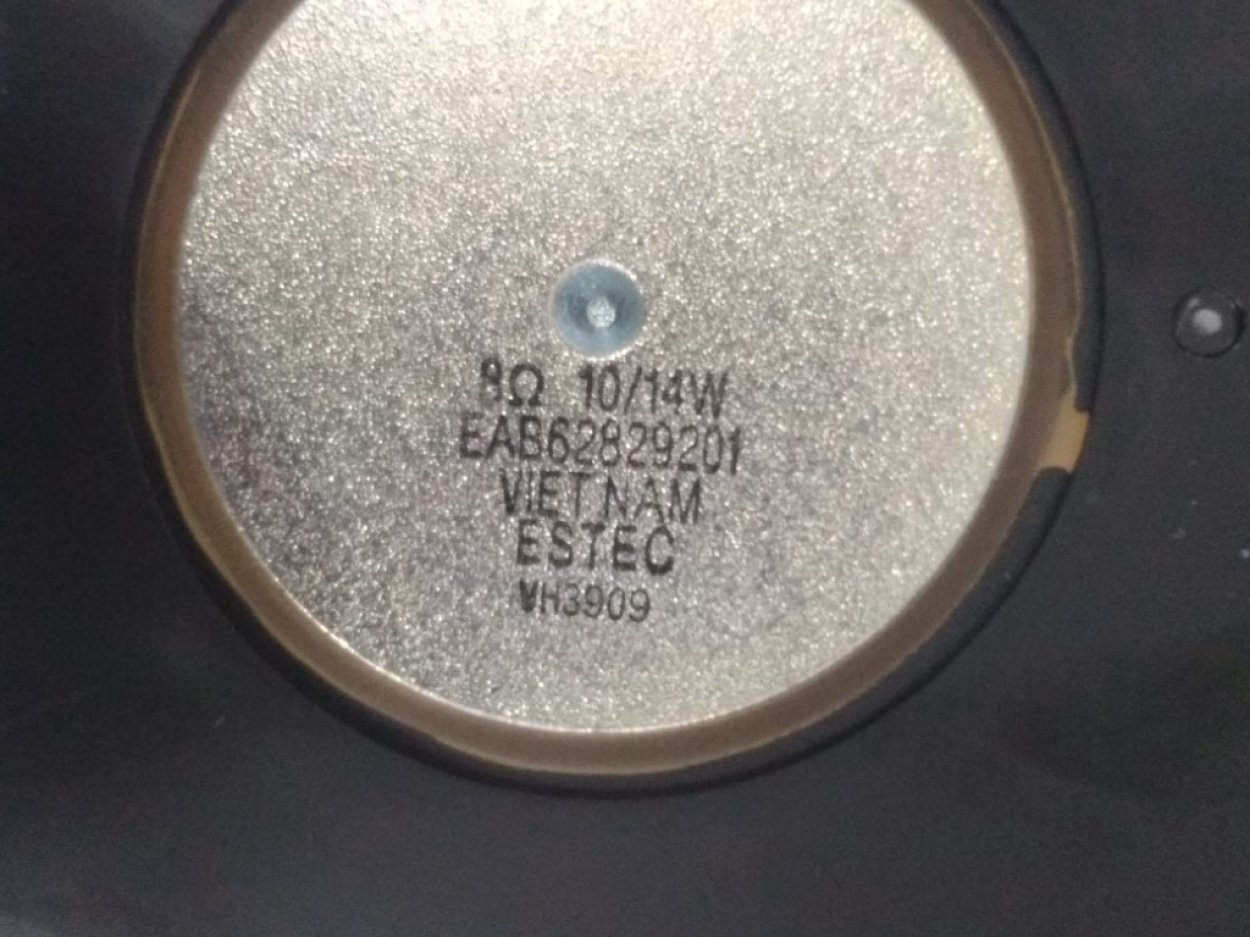 8Ω 10/14W
EAB62829201
VIETNAM
ESTEC
VH3909